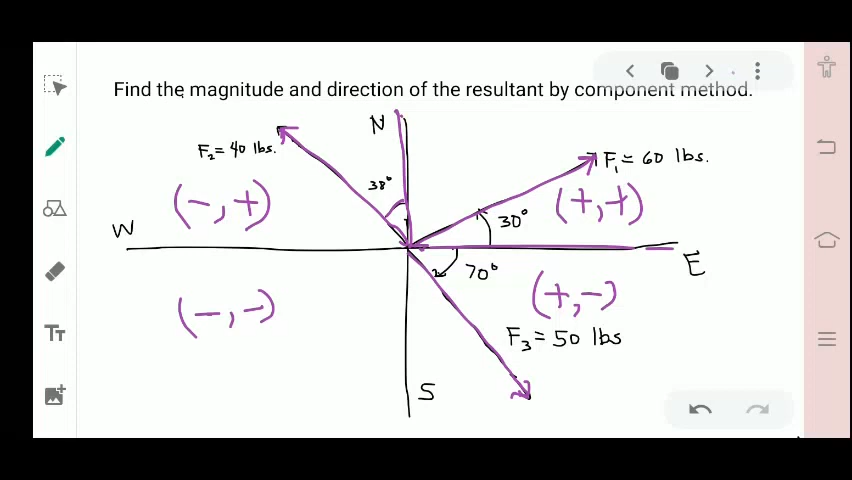 Find the magnitude and direction of the resultant by component method.
N
F₂ = 40 lbs.
38°
F₁ = 60 lbs.
(-, +)
(+, +)
30°
W
E
70°
(-, -)
(+, -)
F₃ = 50 lbs
S
TT